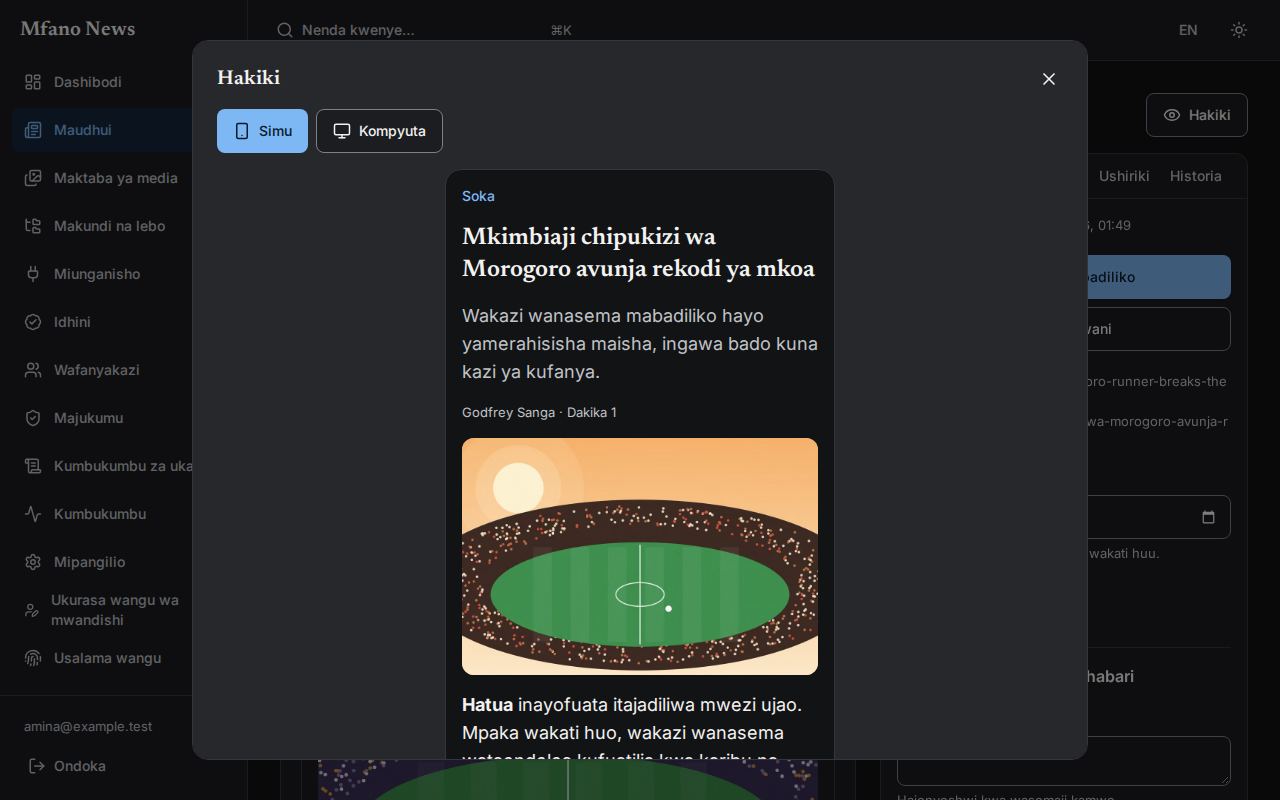 Mfano News
Nenda kwenye...
⌘K
EN
Dashibodi
Maudhui
Maktaba ya media
Makundi na lebo
Miunganisho
Idhini
Wafanyakazi
Majukumu
Kumbukumbu za uka
Kumbukumbu
Mipangilio
Ukurasa wangu wa
mwandishi
Usalama wangu
amina@example.test
Ondoka
Hakiki
Simu
Kompyuta
Soka
Mkimbiaji chipukizi wa
Morogoro avunja rekodi ya mkoa
Wakazi wanasema mabadiliko hayo
yamerahisisha maisha, ingawa bado kuna
kazi ya kufanya.
Godfrey Sanga · Dakika 1
Hatua inayofuata itajadiliwa mwezi ujao.
Mpaka wakati huo, wakazi wanasema
Hakiki
Ushiriki
Historia
, 01:49
adiliko
vani
oro-runner-breaks-the
wa-morogoro-avunja-r
wakati huu.
habari